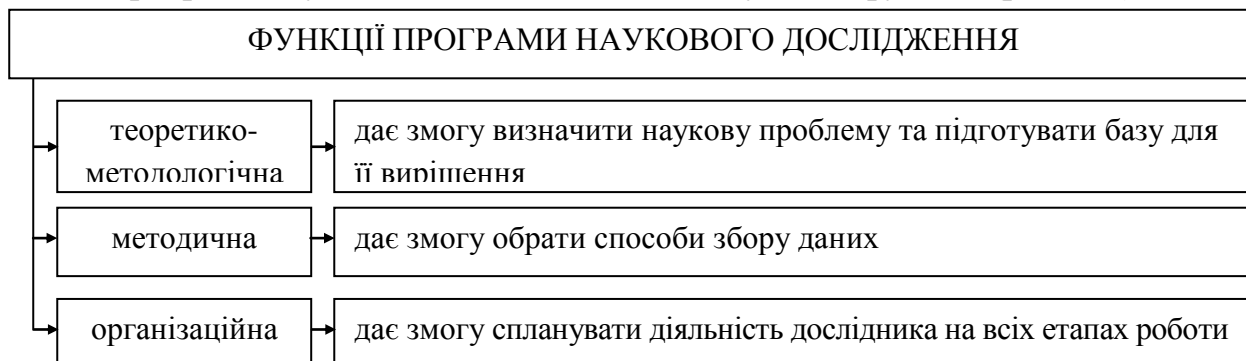 ФУНКЦІЇ ПРОГРАМИ НАУКОВОГО ДОСЛІДЖЕННЯ
теоретико-
методологічна
дає змогу визначити наукову проблему та підготувати базу для
її вирішення
методична
дає змогу обрати способи збору даних
організаційна
дає змогу спланувати діяльність дослідника на всіх етапах роботи